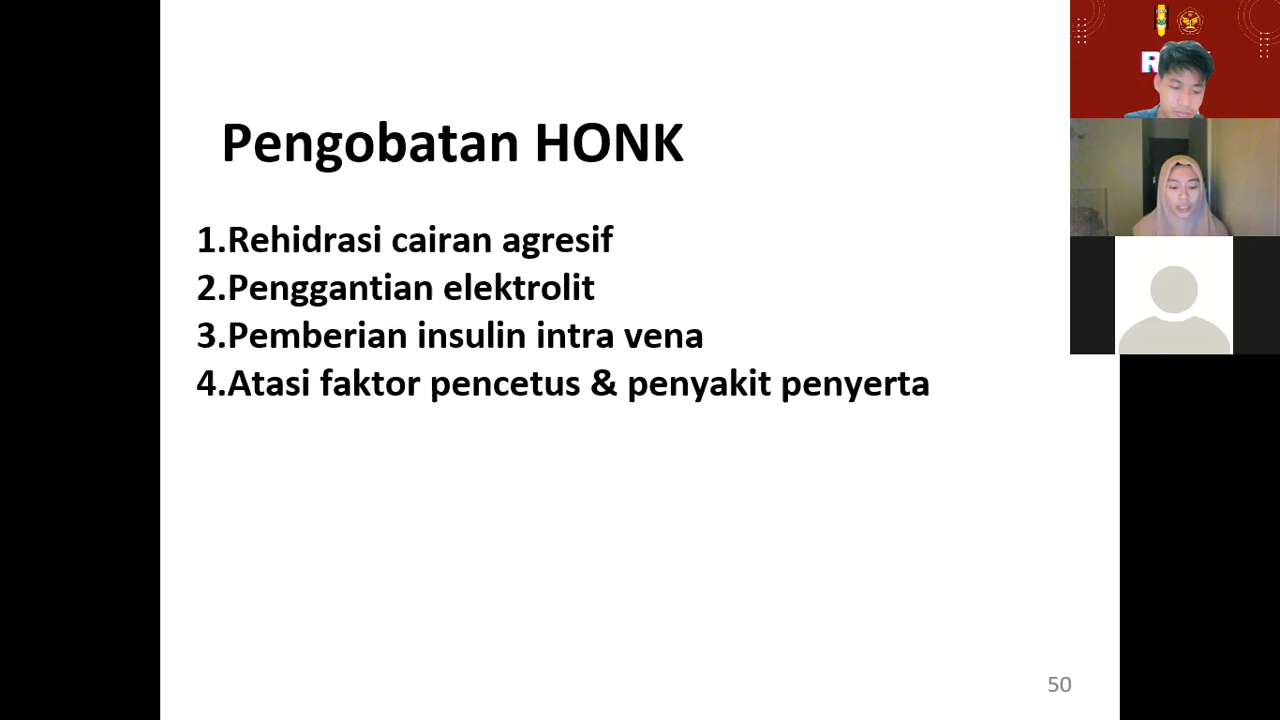 Pengobatan HONK
1.Rehidrasi cairan agresif
2.Penggantian elektrolit
3.Pemberian insulin intra vena
4.Atasi faktor pencetus & penyakit penyerta
50